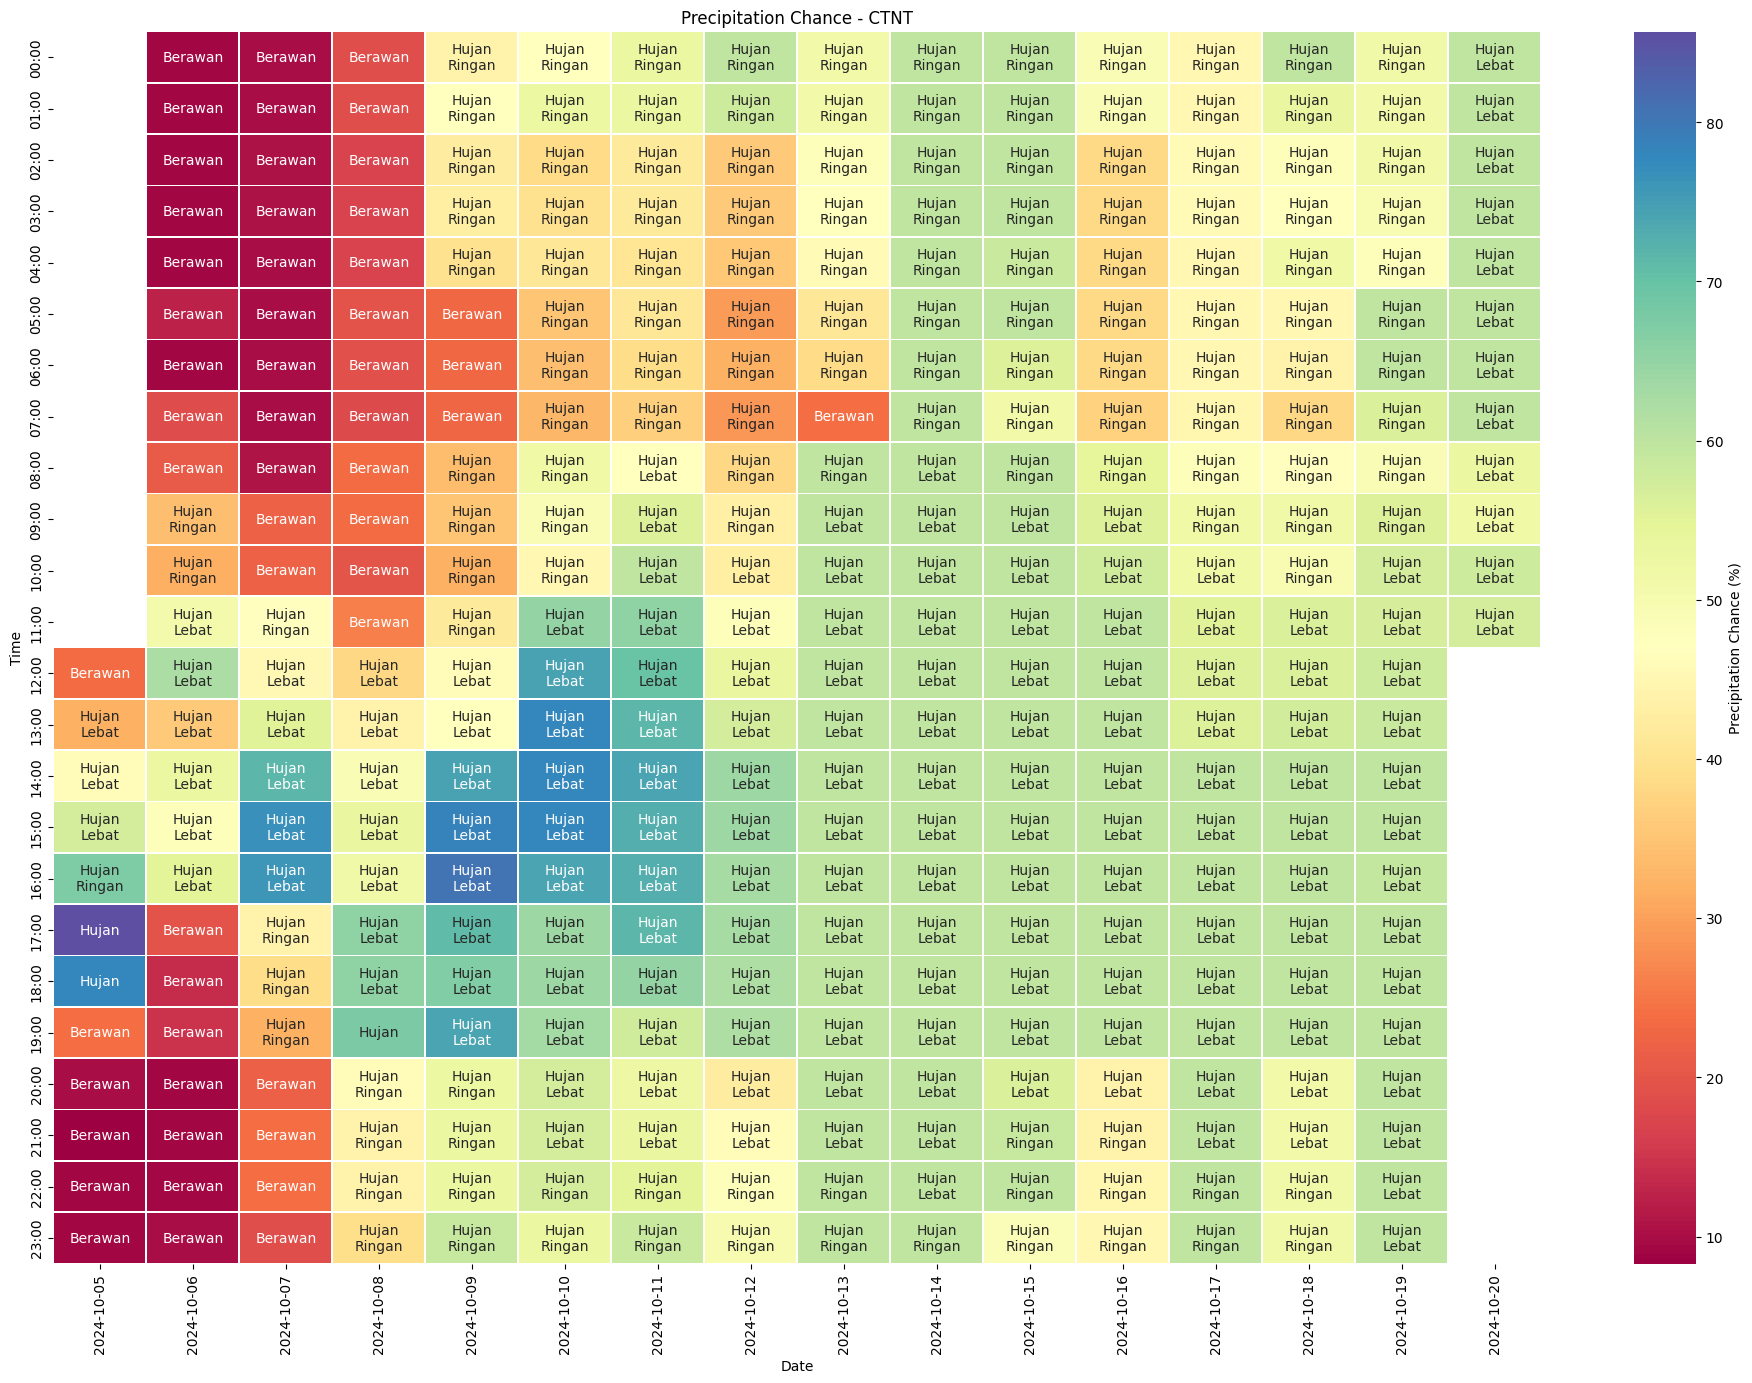 Precipitation Chance - CTNT
00:00 Berawan Berawan Berawan Hujan Ringan Hujan Ringan Hujan Ringan Hujan Ringan Hujan Ringan Hujan Ringan Hujan Ringan Hujan Ringan Hujan Ringan Hujan Ringan Hujan Ringan Hujan Lebat
01:00 Berawan Berawan Berawan Hujan Ringan Hujan Ringan Hujan Ringan Hujan Ringan Hujan Ringan Hujan Ringan Hujan Ringan Hujan Ringan Hujan Ringan Hujan Ringan Hujan Ringan Hujan Lebat
02:00 Berawan Berawan Berawan Hujan Ringan Hujan Ringan Hujan Ringan Hujan Ringan Hujan Ringan Hujan Ringan Hujan Ringan Hujan Ringan Hujan Ringan Hujan Ringan Hujan Ringan Hujan Lebat
03:00 Berawan Berawan Berawan Hujan Ringan Hujan Ringan Hujan Ringan Hujan Ringan Hujan Ringan Hujan Ringan Hujan Ringan Hujan Ringan Hujan Ringan Hujan Ringan Hujan Ringan Hujan Lebat
04:00 Berawan Berawan Berawan Hujan Ringan Hujan Ringan Hujan Ringan Hujan Ringan Hujan Ringan Hujan Ringan Hujan Ringan Hujan Ringan Hujan Ringan Hujan Ringan Hujan Ringan Hujan Lebat
05:00 Berawan Berawan Berawan Berawan Hujan Ringan Hujan Ringan Hujan Ringan Hujan Ringan Hujan Ringan Hujan Ringan Hujan Ringan Hujan Ringan Hujan Ringan Hujan Ringan Hujan Lebat
06:00 Berawan Berawan Berawan Berawan Hujan Ringan Hujan Ringan Hujan Ringan Hujan Ringan Hujan Ringan Hujan Ringan Hujan Ringan Hujan Ringan Hujan Ringan Hujan Ringan Hujan Lebat
07:00 Berawan Berawan Berawan Berawan Hujan Ringan Hujan Ringan Hujan Ringan Berawan Hujan Ringan Hujan Ringan Hujan Ringan Hujan Ringan Hujan Ringan Hujan Ringan Hujan Lebat
08:00 Berawan Berawan Berawan Hujan Ringan Hujan Ringan Hujan Lebat Hujan Ringan Hujan Ringan Hujan Lebat Hujan Ringan Hujan Ringan Hujan Ringan Hujan Ringan Hujan Ringan Hujan Lebat
09:00 Hujan Ringan Berawan Berawan Hujan Ringan Hujan Ringan Hujan Lebat Hujan Ringan Hujan Lebat Hujan Lebat Hujan Lebat Hujan Lebat Hujan Ringan Hujan Ringan Hujan Ringan Hujan Lebat
10:00 Hujan Ringan Berawan Berawan Hujan Ringan Hujan Ringan Hujan Lebat Hujan Lebat Hujan Lebat Hujan Lebat Hujan Lebat Hujan Lebat Hujan Lebat Hujan Ringan Hujan Lebat Hujan Lebat
11:00 Hujan Lebat Hujan Ringan Berawan Hujan Ringan Hujan Lebat Hujan Lebat Hujan Lebat Hujan Lebat Hujan Lebat Hujan Lebat Hujan Lebat Hujan Lebat Hujan Lebat Hujan Lebat Hujan Lebat
12:00 Berawan Hujan Lebat Hujan Lebat Hujan Lebat Hujan Lebat Hujan Lebat Hujan Lebat Hujan Lebat Hujan Lebat Hujan Lebat Hujan Lebat Hujan Lebat Hujan Lebat Hujan Lebat Hujan Lebat
13:00 Hujan Lebat Hujan Lebat Hujan Lebat Hujan Lebat Hujan Lebat Hujan Lebat Hujan Lebat Hujan Lebat Hujan Lebat Hujan Lebat Hujan Lebat Hujan Lebat Hujan Lebat Hujan Lebat Hujan Lebat
14:00 Hujan Lebat Hujan Lebat Hujan Lebat Hujan Lebat Hujan Lebat Hujan Lebat Hujan Lebat Hujan Lebat Hujan Lebat Hujan Lebat Hujan Lebat Hujan Lebat Hujan Lebat Hujan Lebat Hujan Lebat
15:00 Hujan Lebat Hujan Lebat Hujan Lebat Hujan Lebat Hujan Lebat Hujan Lebat Hujan Lebat Hujan Lebat Hujan Lebat Hujan Lebat Hujan Lebat Hujan Lebat Hujan Lebat Hujan Lebat Hujan Lebat
16:00 Hujan Ringan Hujan Lebat Hujan Lebat Hujan Lebat Hujan Lebat Hujan Lebat Hujan Lebat Hujan Lebat Hujan Lebat Hujan Lebat Hujan Lebat Hujan Lebat Hujan Lebat Hujan Lebat Hujan Lebat
17:00 Hujan Berawan Hujan Ringan Hujan Lebat Hujan Lebat Hujan Lebat Hujan Lebat Hujan Lebat Hujan Lebat Hujan Lebat Hujan Lebat Hujan Lebat Hujan Lebat Hujan Lebat Hujan Lebat
18:00 Hujan Berawan Hujan Ringan Hujan Lebat Hujan Lebat Hujan Lebat Hujan Lebat Hujan Lebat Hujan Lebat Hujan Lebat Hujan Lebat Hujan Lebat Hujan Lebat Hujan Lebat Hujan Lebat
19:00 Berawan Berawan Hujan Ringan Hujan Hujan Lebat Hujan Lebat Hujan Lebat Hujan Lebat Hujan Lebat Hujan Lebat Hujan Lebat Hujan Lebat Hujan Lebat Hujan Lebat Hujan Lebat
20:00 Berawan Berawan Berawan Hujan Ringan Hujan Ringan Hujan Lebat Hujan Lebat Hujan Lebat Hujan Lebat Hujan Lebat Hujan Lebat Hujan Lebat Hujan Lebat Hujan Lebat Hujan Lebat
21:00 Berawan Berawan Berawan Hujan Ringan Hujan Ringan Hujan Lebat Hujan Lebat Hujan Lebat Hujan Lebat Hujan Lebat Hujan Ringan Hujan Ringan Hujan Lebat Hujan Lebat Hujan Lebat
22:00 Berawan Berawan Berawan Hujan Ringan Hujan Ringan Hujan Ringan Hujan Ringan Hujan Ringan Hujan Ringan Hujan Lebat Hujan Ringan Hujan Ringan Hujan Ringan Hujan Ringan Hujan Lebat
23:00 Berawan Berawan Berawan Hujan Ringan Hujan Ringan Hujan Ringan Hujan Ringan Hujan Ringan Hujan Ringan Hujan Ringan Hujan Ringan Hujan Ringan Hujan Ringan Hujan Ringan Hujan Lebat
Time
2024-10-05 2024-10-06 2024-10-07 2024-10-08 2024-10-09 2024-10-10 2024-10-11 2024-10-12 2024-10-13 2024-10-14 2024-10-15 2024-10-16 2024-10-17 2024-10-18 2024-10-19 2024-10-20
Date
80
70
60
50
40
30
20
10
Precipitation Chance (%)